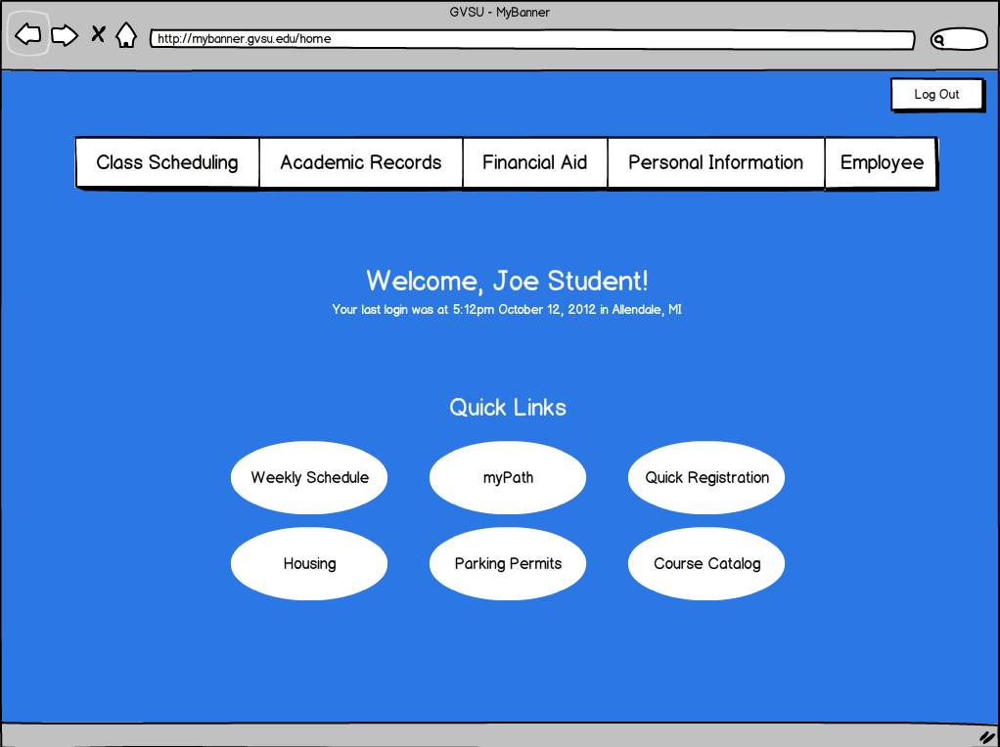 GVSU - MyBanner
http://mybanner.gvsu.edu/home
Log Out
Class Scheduling Academic Records Financial Aid Personal Information Employee
Welcome, Joe Student!
Your last login was at 5:12pm October 12, 2012 in Allendale, MI
Quick Links
Weekly Schedule myPath Quick Registration
Housing Parking Permits Course Catalog